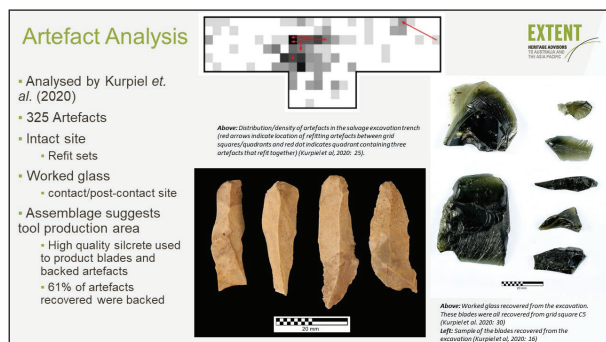 Artefact Analysis
▪ Analysed by Kurpiel et.
al. (2020)
▪ 325 Artefacts
▪ Intact site
▪ Refit sets
▪ Worked glass
▪ contact/post-contact site
▪ Assemblage suggests
tool production area
▪ High quality silcrete used
to product blades and
backed artefacts
▪ 61% of artefacts
recovered were backed
Above: Distribution/density of artefacts in the salvage excavation trench
(red arrows indicate location of refitting artefacts between grid
squares/quadrants and red dot indicates quadrant containing three
artefacts that refit together) (Kurpiel et al, 2020: 25).
20 mm
EXTENT
HERITAGE ADVISORS
TO AUSTRALIA AND
THE ASIA PACIFIC
20 mm
Above: Worked glass recovered from the excavation.
These blades were all recovered from grid square C5
(Kurpiel et al. 2020: 30)
Left: Sample of the blades recovered from the
excavation (Kurpiel et al, 2020: 16)